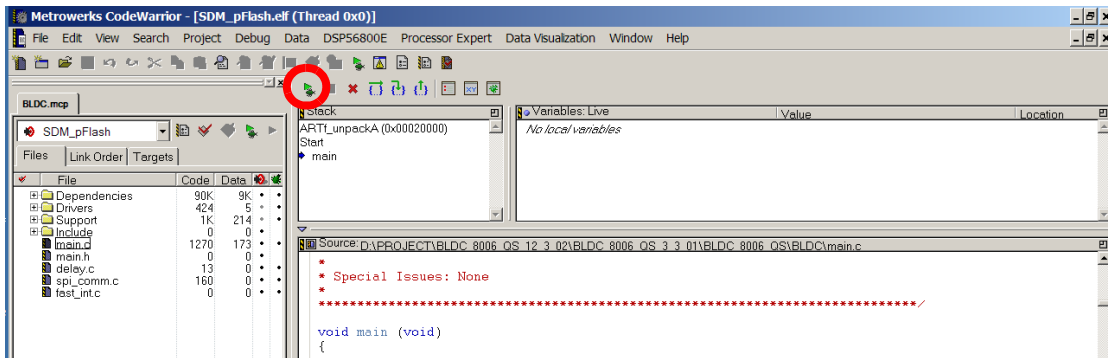 Metrowerks CodeWarrior - [SDM_pFlash.elf (Thread 0x0)]
File Edit View Search Project Debug Data DSP56800E Processor Expert Data Visualization Window Help
BLDC.mcp
SDM_pFlash
Files Link Order Targets
File Code Data
Dependencies 90K 9K
Drivers 424 5
Support 1K 214
Include 0 0
main.c 1270 173
main.h 0 0
delay.c 13 0
spi_comm.c 160 0
fast_int.c 0 0
Stack
ARTf_unpackA (0x00020000)
Start
main
Variables: Live Value Location
No local variables
Source: D:\PROJECT\BLDC_8006_QS_12_3_02\BLDC_8006_QS_3_3_01\BLDC_8006_QS\BLDC\main.c
*
* Special Issues: None
*
*****************************************************************************/
void main (void)
{